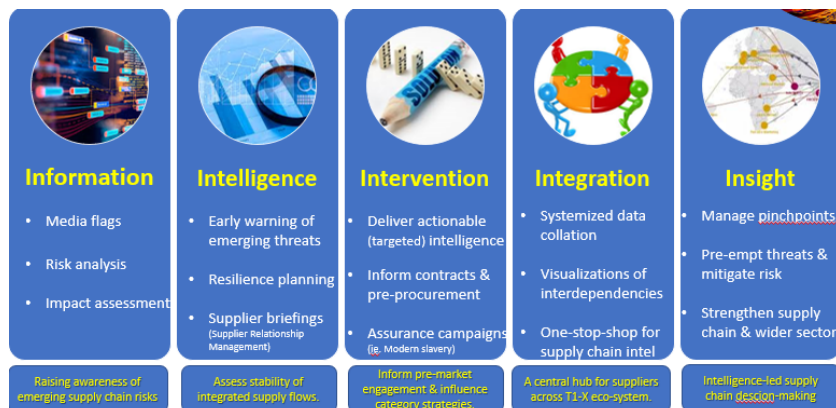 SOLUTION
Information
• Media flags
• Risk analysis
• Impact assessment
Raising awareness of
emerging supply chain risks
Intelligence
• Early warning of
emerging threats
• Resilience planning
• Supplier briefings
(Supplier Relationship
Management)
Assess stability of
integrated supply flows.
Intervention
• Deliver actionable
(targeted) intelligence
• Inform contracts &
pre-procurement
• Assurance campaigns
(ie. Modern slavery)
Inform pre-market
engagement & influence
category strategies.
Integration
• Systemized data
collation
• Visualizations of
interdependencies
• One-stop-shop for
supply chain intel
A central hub for suppliers
across T1-X eco-system.
Insight
• Manage pinchpoints
• Pre-empt threats &
mitigate risk
• Strengthen supply
chain & wider sector
Intelligence-led supply
chain descion-making